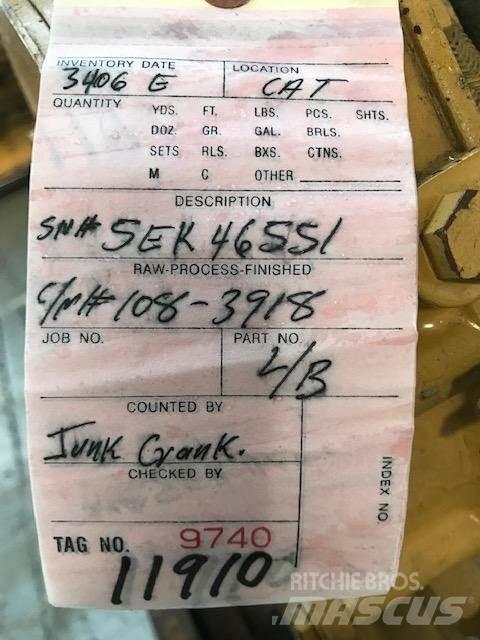 INVENTORY DATE LOCATION
3406 E CAT
QUANTITY YDS. FT. LBS. PCS. SHTS.
DOZ. GR. GAL. BRLS.
SETS RLS. BXS. CTNS.
M C OTHER
DESCRIPTION
SN# 5EK46551
RAW-PROCESS-FINISHED
C/M# 108-3918
JOB NO. PART NO.
L/B
COUNTED BY
Junk Crank.
CHECKED BY
INDEX NO.
TAG NO. 9740
11910
RITCHIE BROS.
MASCUS